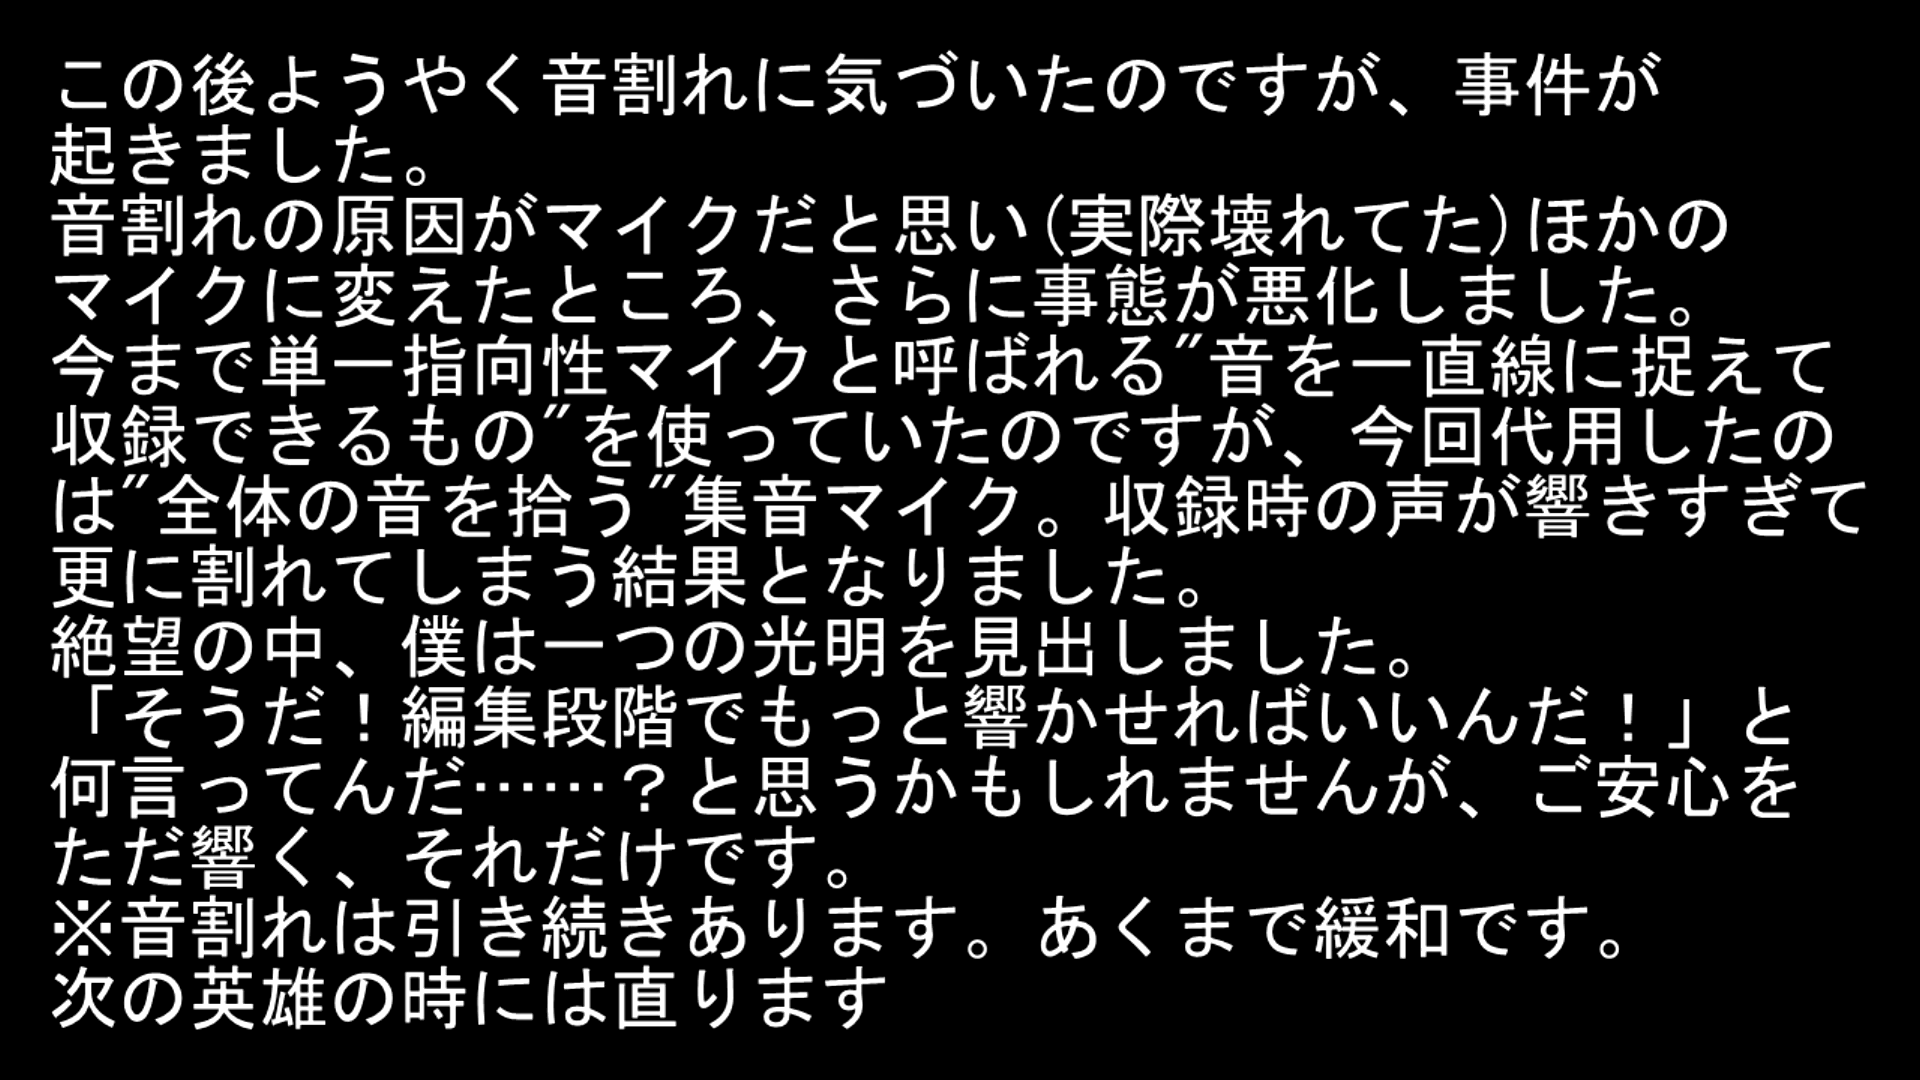 この後ようやく音割れに気づいたのですが、事件が
起きました。
音割れの原因がマイクだと思い(実際壊れてた)ほかの
マイクに変えたところ、さらに事態が悪化しました。
今まで単一指向性マイクと呼ばれる"音を一直線に捉えて
収録できるもの"を使っていたのですが、今回代用したの
は"全体の音を拾う"集音マイク。収録時の声が響きすぎて
更に割れてしまう結果となりました。
絶望の中、僕は一つの光明を見出しました。
「そうだ！編集段階でもっと響かせればいいんだ！」と
何言ってんだ……？と思うかもしれませんが、ご安心を
ただ響く、それだけです。
※音割れは引き続きあります。あくまで緩和です。
次の英雄の時には直ります